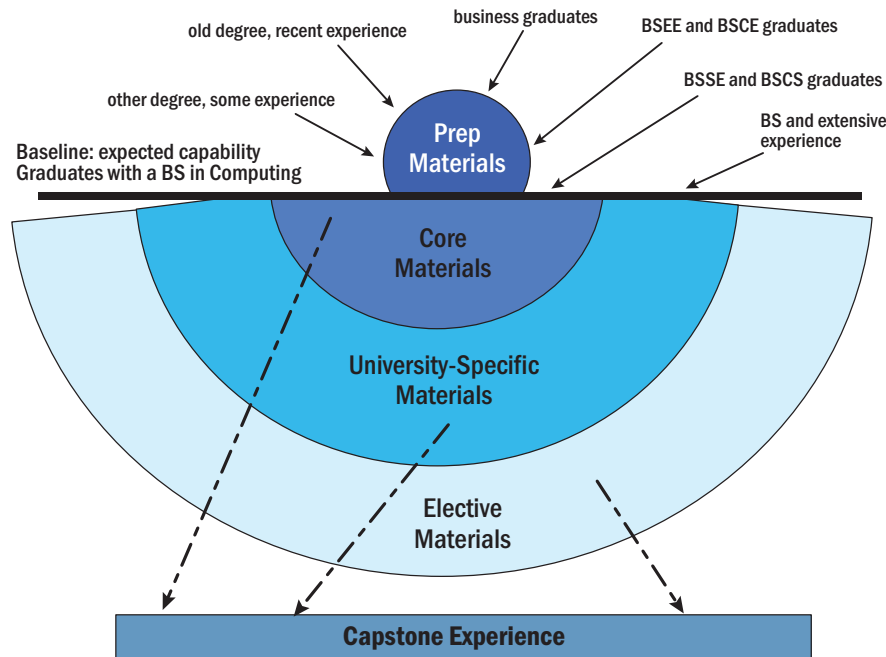 business graduates
old degree, recent experience
BSEE and BSCE graduates
BSSE and BSCS graduates
other degree, some experience
BS and extensive
experience
Prep
Materials
Baseline: expected capability
Graduates with a BS in Computing
Core
Materials
University-Specific
Materials
Elective
Materials
Capstone Experience